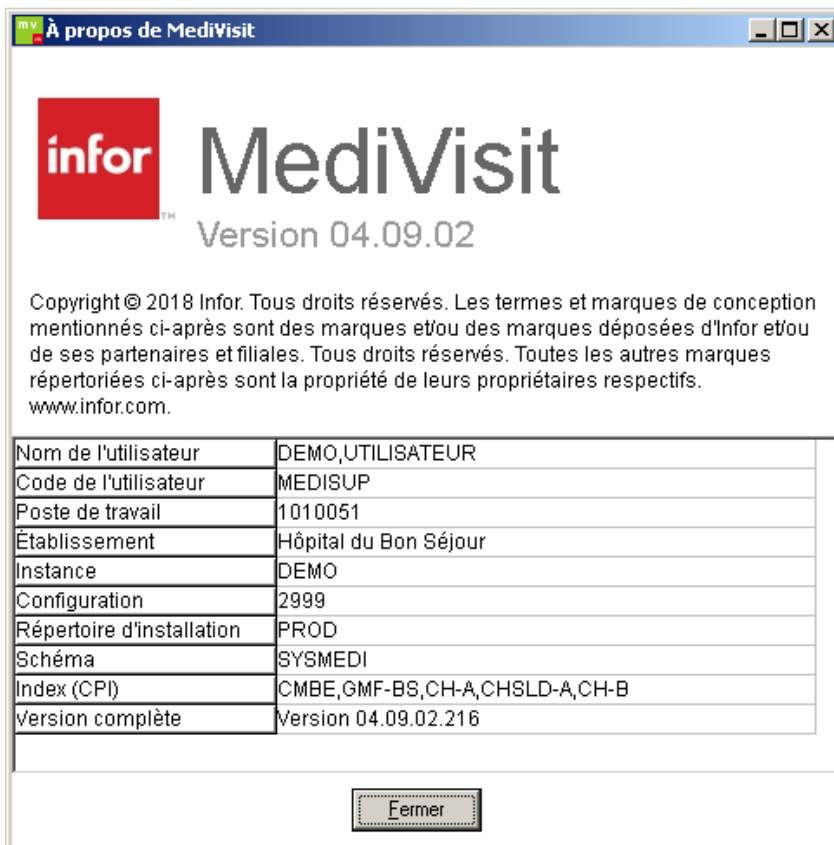 mv
À propos de MediVisit
infor
MediVisit
™
Version 04.09.02
Copyright © 2018 Infor. Tous droits réservés. Les termes et marques de conception
mentionnés ci-après sont des marques et/ou des marques déposées d'Infor et/ou
de ses partenaires et filiales. Tous droits réservés. Toutes les autres marques
répertoriées ci-après sont la propriété de leurs propriétaires respectifs.
www.infor.com.
Nom de l'utilisateur DEMO,UTILISATEUR
Code de l'utilisateur MEDISUP
Poste de travail 1010051
Établissement Hôpital du Bon Séjour
Instance DEMO
Configuration 2999
Répertoire d'installation PROD
Schéma SYSMEDI
Index (CPI) CMBE,GMF-BS,CH-A,CHSLD-A,CH-B
Version complète Version 04.09.02.216
Fermer